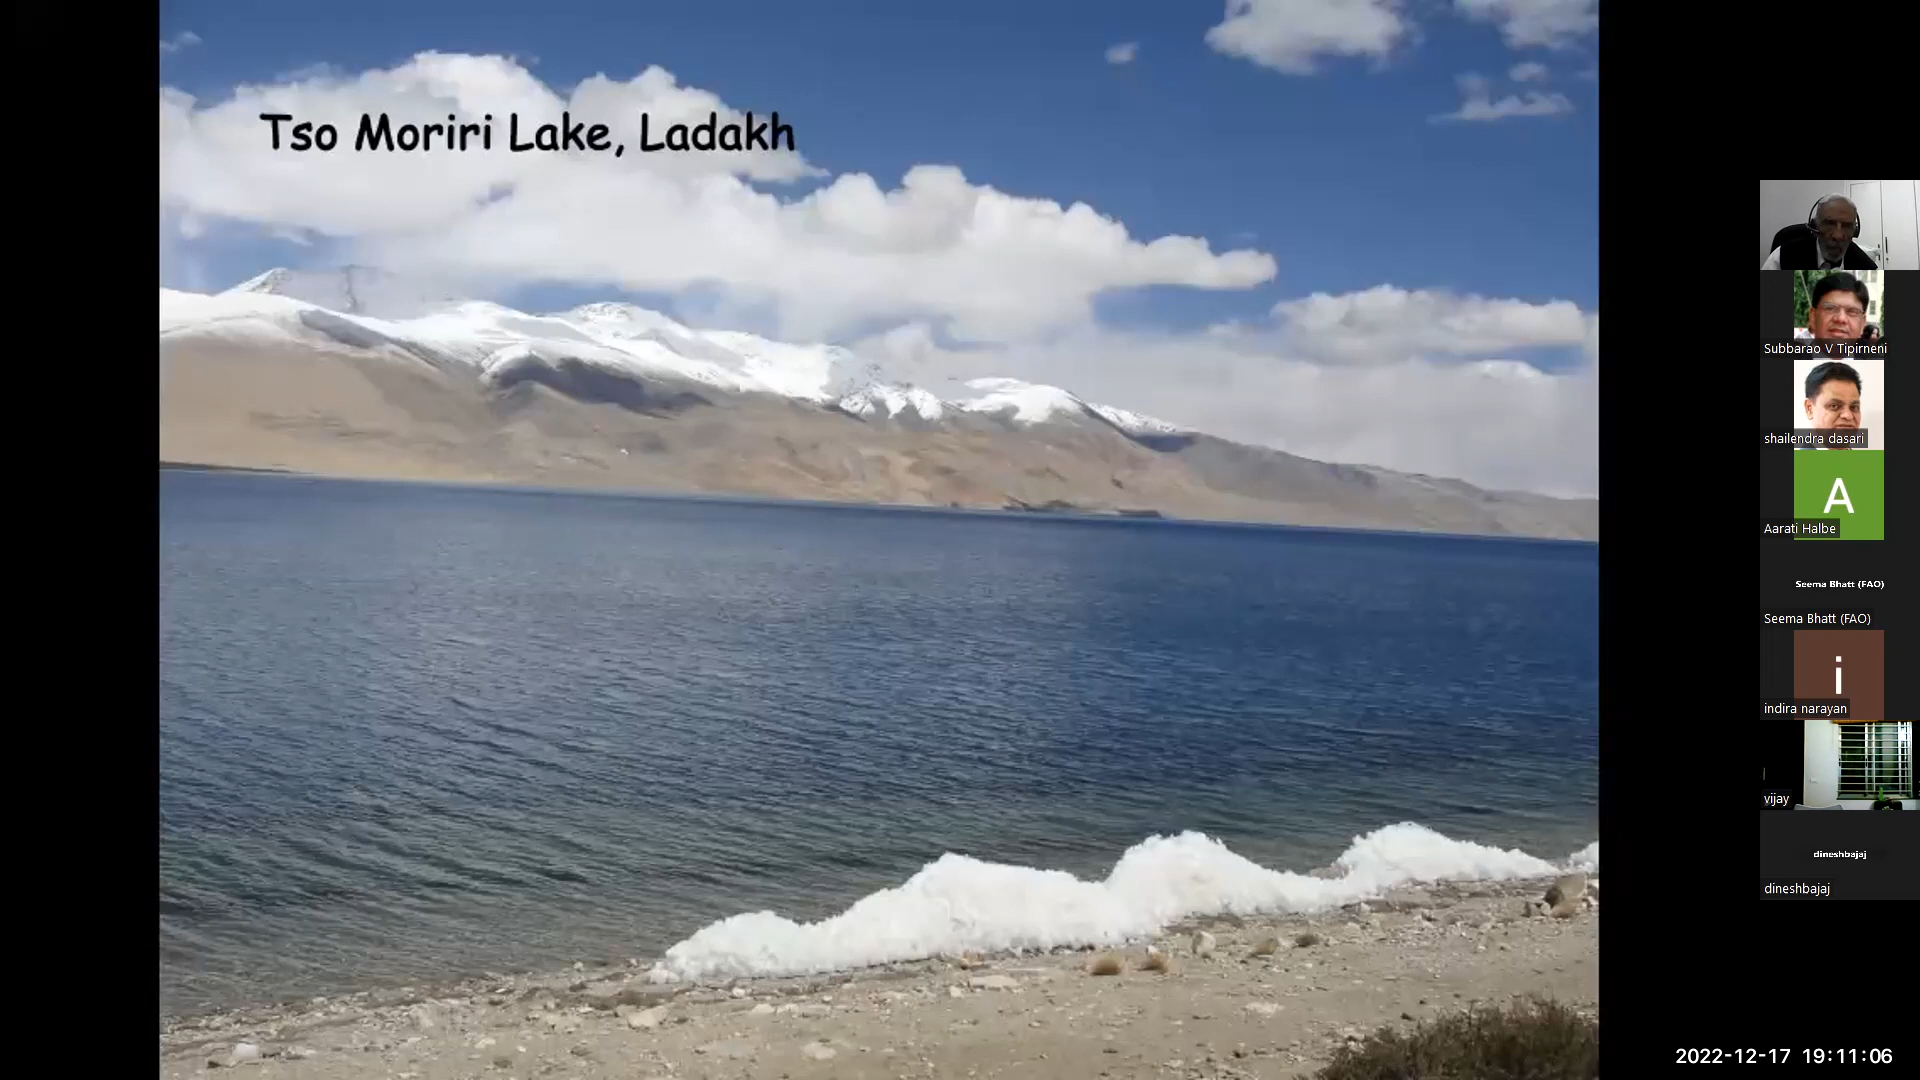 Tso Moriri Lake, Ladakh
Subbarao V Tipirneni
shailendra dasari
A
Aarati Halbe
Seema Bhatt (FAO)
Seema Bhatt (FAO)
i
indira narayan
vijay
dineshbajaj
dineshbajaj
2022-12-17 19:11:06